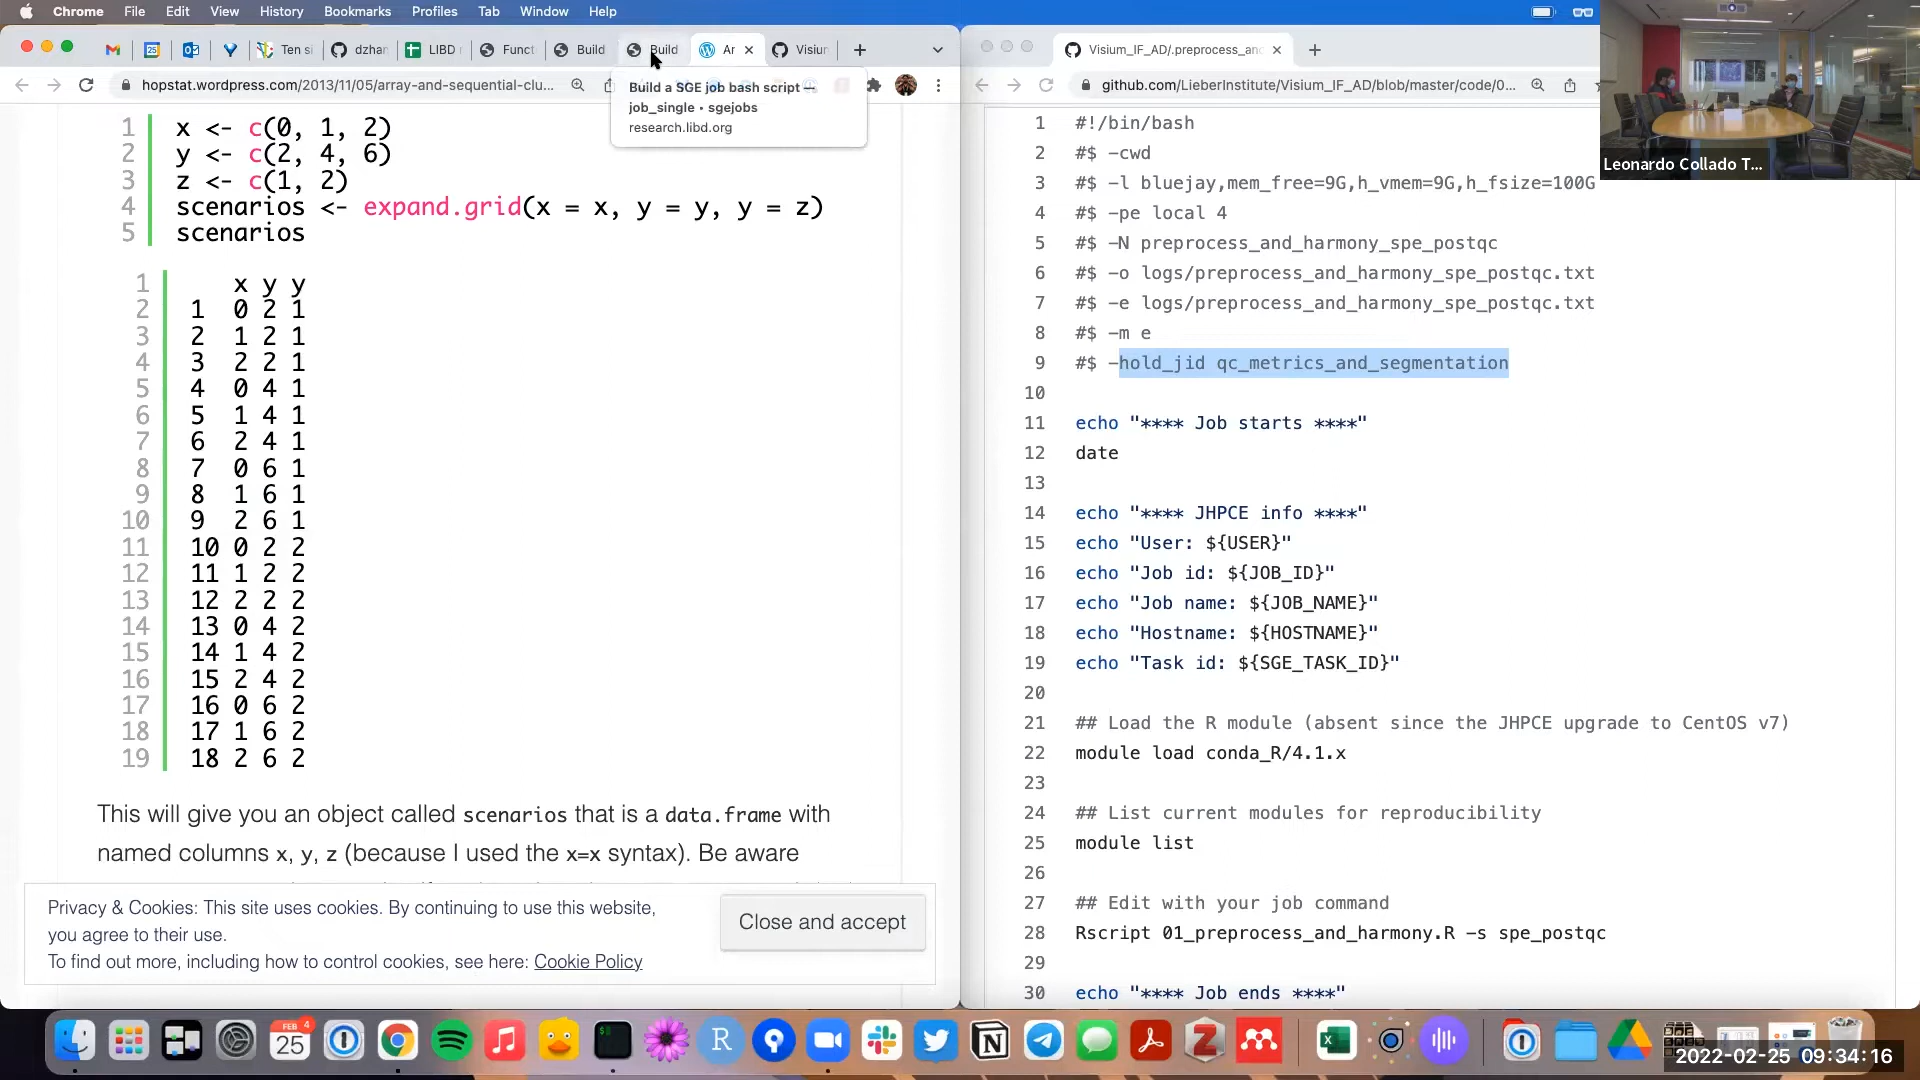 Chrome File Edit View History Bookmarks Profiles Tab Window Help
Ten si dzhan LIBD Funct Build Build Ar Visiun
hopstat.wordpress.com/2013/11/05/array-and-sequential-clu...
Build a SGE job bash script —
job_single • sgejobs
research.libd.org
1 x <- c(0, 1, 2)
2 y <- c(2, 4, 6)
3 z <- c(1, 2)
4 scenarios <- expand.grid(x = x, y = y, y = z)
5 scenarios
1 x y y
2 1 0 2 1
3 2 1 2 1
4 3 2 2 1
5 4 0 4 1
6 5 1 4 1
7 6 2 4 1
8 7 0 6 1
9 8 1 6 1
10 9 2 6 1
11 10 0 2 2
12 11 1 2 2
13 12 2 2 2
14 13 0 4 2
15 14 1 4 2
16 15 2 4 2
17 16 0 6 2
18 17 1 6 2
19 18 2 6 2
This will give you an object called scenarios that is a data.frame with
named columns x, y, z (because I used the x=x syntax). Be aware
Privacy & Cookies: This site uses cookies. By continuing to use this website,
you agree to their use.
To find out more, including how to control cookies, see here: Cookie Policy
Close and accept
Visium_IF_AD/.preprocess_and
github.com/LieberInstitute/Visium_IF_AD/blob/master/code/0...
1 #!/bin/bash
2 #$ -cwd
3 #$ -l bluejay,mem_free=9G,h_vmem=9G,h_fsize=100G
4 #$ -pe local 4
5 #$ -N preprocess_and_harmony_spe_postqc
6 #$ -o logs/preprocess_and_harmony_spe_postqc.txt
7 #$ -e logs/preprocess_and_harmony_spe_postqc.txt
8 #$ -m e
9 #$ -hold_jid qc_metrics_and_segmentation
10
11 echo "**** Job starts ****"
12 date
13
14 echo "**** JHPCE info ****"
15 echo "User: ${USER}"
16 echo "Job id: ${JOB_ID}"
17 echo "Job name: ${JOB_NAME}"
18 echo "Hostname: ${HOSTNAME}"
19 echo "Task id: ${SGE_TASK_ID}"
20
21 ## Load the R module (absent since the JHPCE upgrade to CentOS v7)
22 module load conda_R/4.1.x
23
24 ## List current modules for reproducibility
25 module list
26
27 ## Edit with your job command
28 Rscript 01_preprocess_and_harmony.R -s spe_postqc
29
30 echo "**** Job ends ****"
Leonardo Collado T...
FEB 25
4
2022-02-25 09:34:16